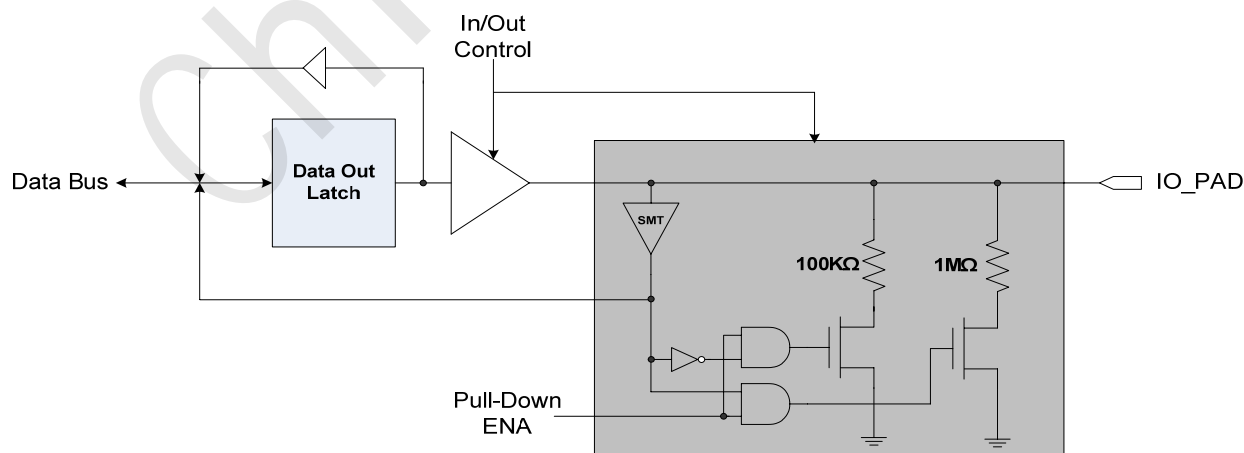 In/Out
Control
Data Bus
Data Out
Latch
IO_PAD
SMT
100KΩ
1MΩ
Pull-Down
ENA